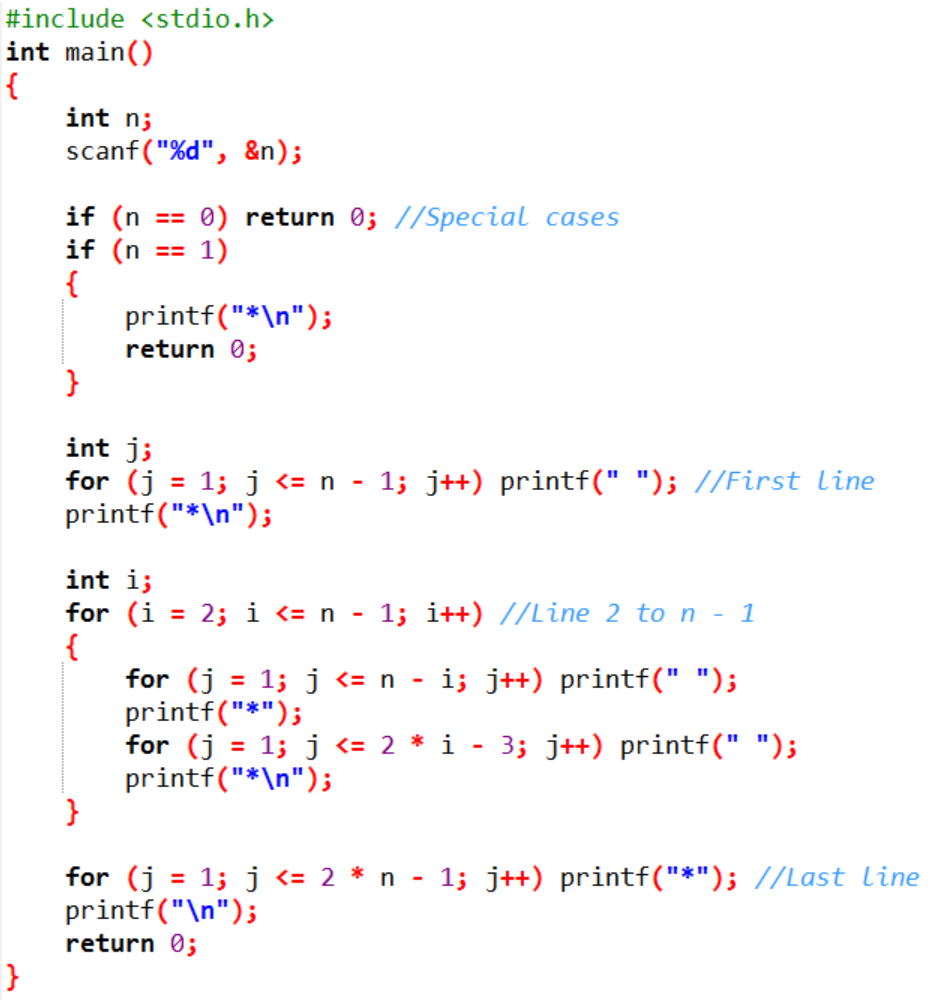 #include <stdio.h>
int main()
{
    int n;
    scanf("%d", &n);

    if (n == 0) return 0; //Special cases
    if (n == 1)
    {
        printf("*\n");
        return 0;
    }

    int j;
    for (j = 1; j <= n - 1; j++) printf(" "); //First line
    printf("*\n");

    int i;
    for (i = 2; i <= n - 1; i++) //Line 2 to n - 1
    {
        for (j = 1; j <= n - i; j++) printf(" ");
        printf("*");
        for (j = 1; j <= 2 * i - 3; j++) printf(" ");
        printf("*\n");
    }

    for (j = 1; j <= 2 * n - 1; j++) printf("*"); //Last line
    printf("\n");
    return 0;
}